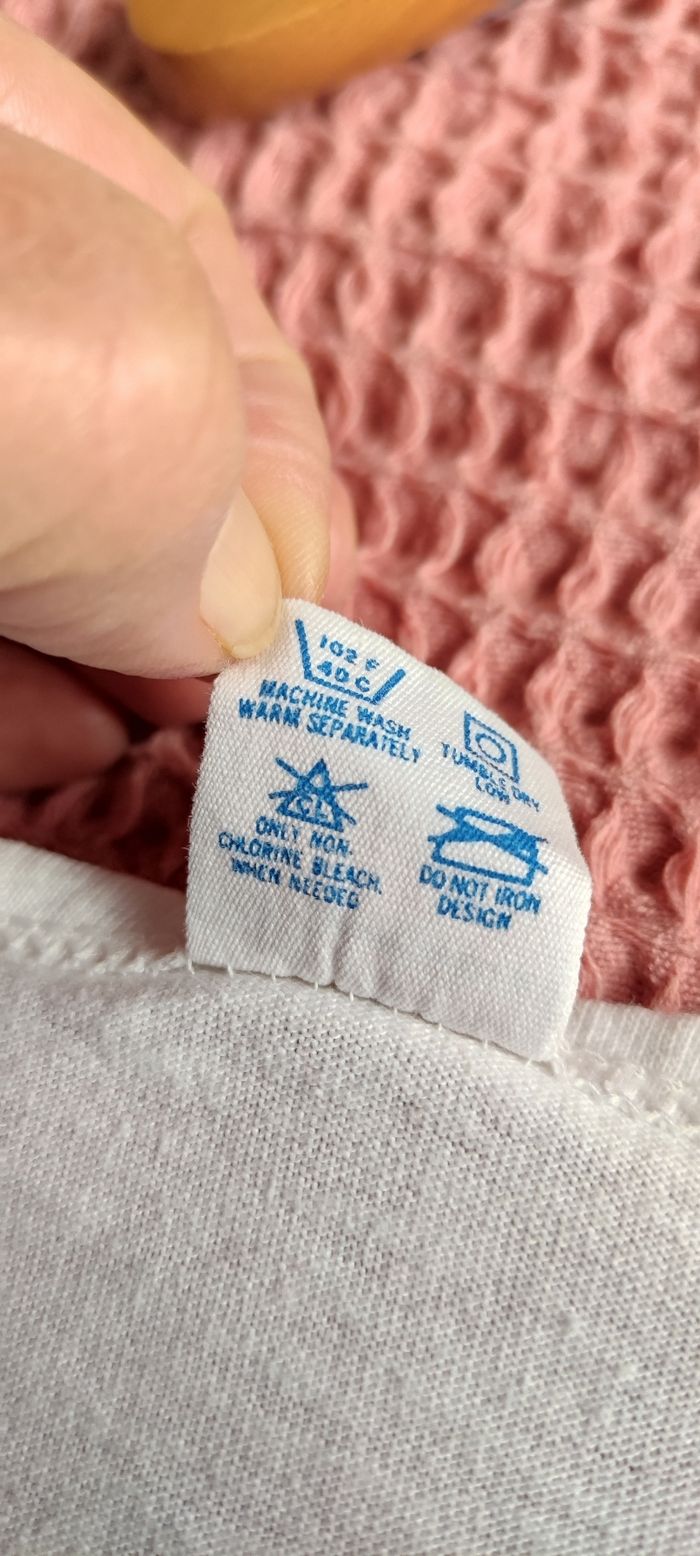 102 F
40 C
MACHINE WASH
WARM SEPARATELY
TUMBLE DRY
LOW
CL
ONLY NON.
CHLORINE BLEACH.
WHEN NEEDED
DO NOT IRON
DESIGN